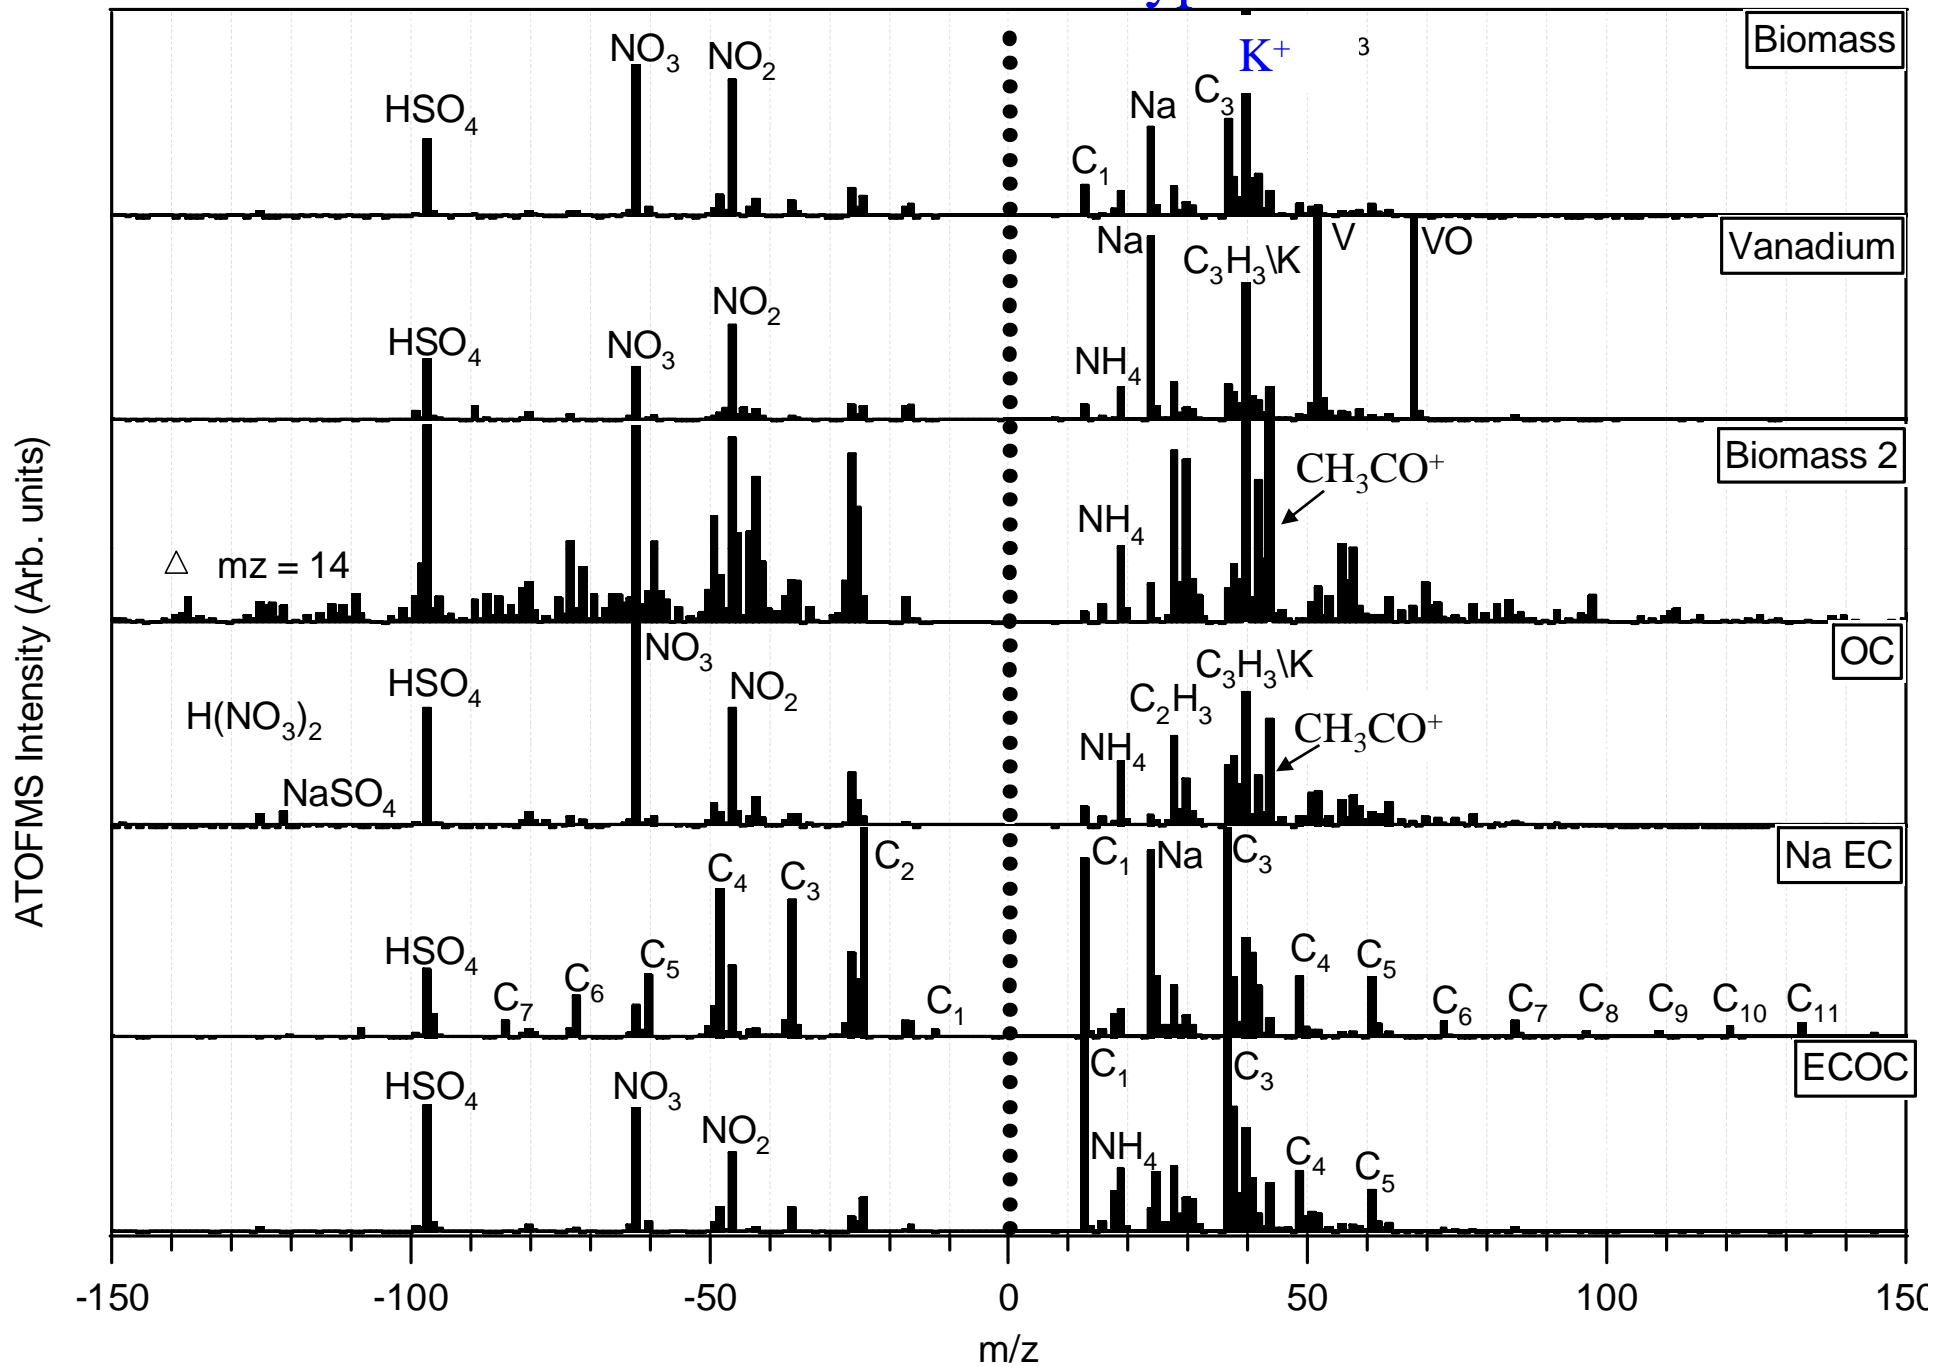 K⁺ ₃
Biomass
HSO₄ NO₃ NO₂ C₁ Na C₃
Vanadium
HSO₄ NO₃ NO₂ NH₄ Na C₃H₃\K V VO
Biomass 2
△ mz = 14 NH₄ CH₃CO⁺
OC
H(NO₃)₂ NaSO₄ HSO₄ NO₃ NO₂ NH₄ C₂H₃ C₃H₃\K CH₃CO⁺
Na EC
HSO₄ C₇ C₆ C₅ C₄ C₃ C₂ C₁ C₁ Na C₃ C₄ C₅ C₆ C₇ C₈ C₉ C₁₀ C₁₁
ECOC
HSO₄ NO₃ NO₂ C₁ NH₄ C₃ C₄ C₅
ATOFMS Intensity (Arb. units)
-150 -100 -50 0 50 100
m/z